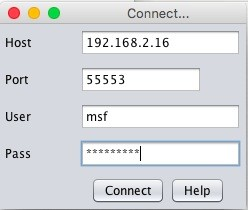 Connect...
Host 192.168.2.16
Port 55553
User msf
Pass *********
Connect Help